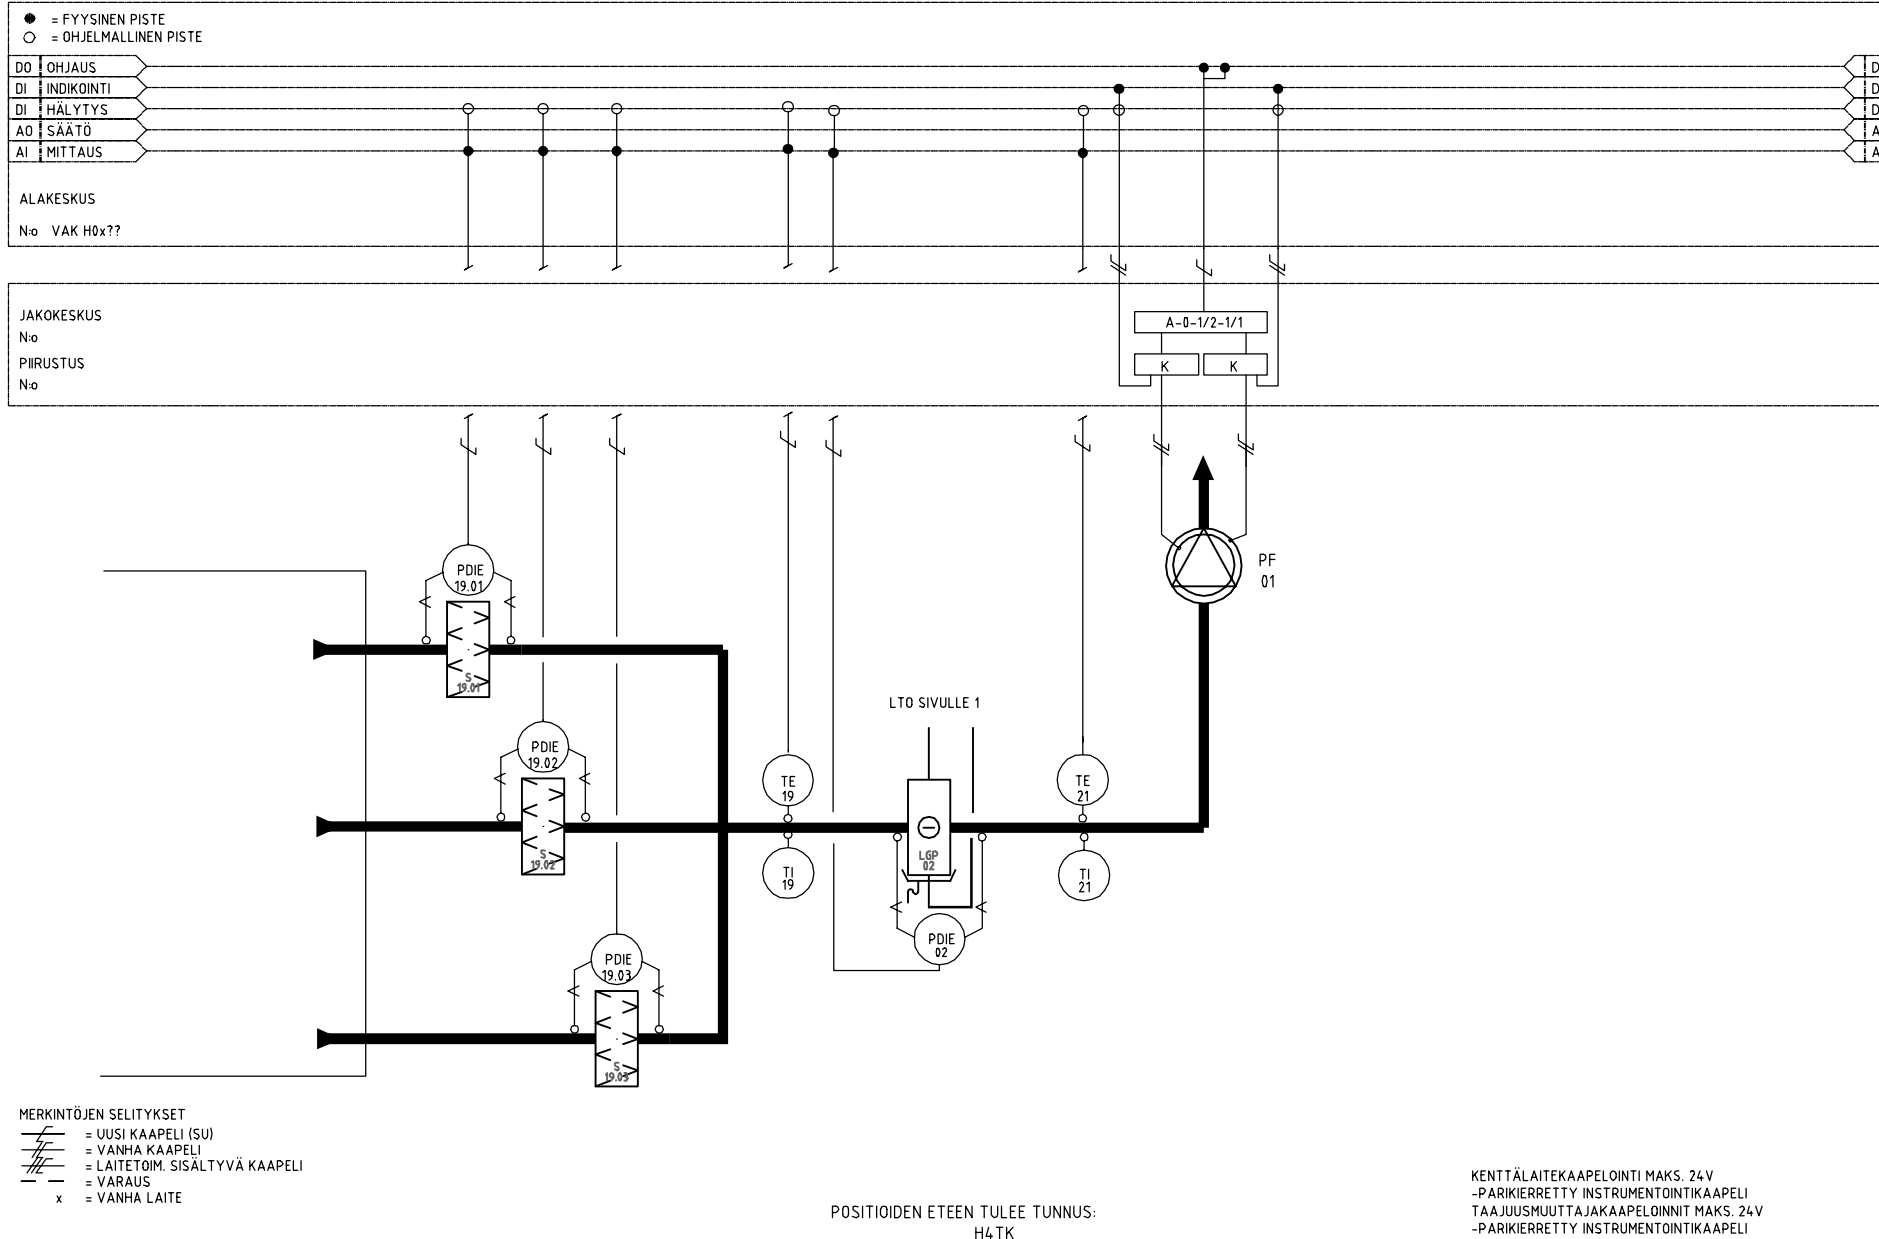 = FYYSINEN PISTE
= OHJELMALLINEN PISTE
DO OHJAUS
DI INDIKOINTI
DI HÄLYTYS
AO SÄÄTÖ
AI MITTAUS
D
D
D
A
A
ALAKESKUS
N:o VAK H0x??
JAKOKESKUS
N:o
PIIRUSTUS
N:o
A-0-1/2-1/1
K K
PF
01
PDIE
19.01
S
19.01
LTO SIVULLE 1
PDIE
19.02
S
19.02
TE
19
TI
19
LGP
02
PDIE
02
TE
21
TI
21
PDIE
19.03
S
19.03
MERKINTÖJEN SELITYKSET
= UUSI KAAPELI (SU)
= VANHA KAAPELI
= LAITETOIM. SISÄLTYVÄ KAAPELI
= VARAUS
x = VANHA LAITE
POSITIOIDEN ETEEN TULEE TUNNUS:
H4TK
KENTTÄLAITEKAAPELOINTI MAKS. 24V
-PARIKIERRETTY INSTRUMENTOINTIKAAPELI
TAAJUUSMUUTTAJAKAAPELOINNIT MAKS. 24V
-PARIKIERRETTY INSTRUMENTOINTIKAAPELI